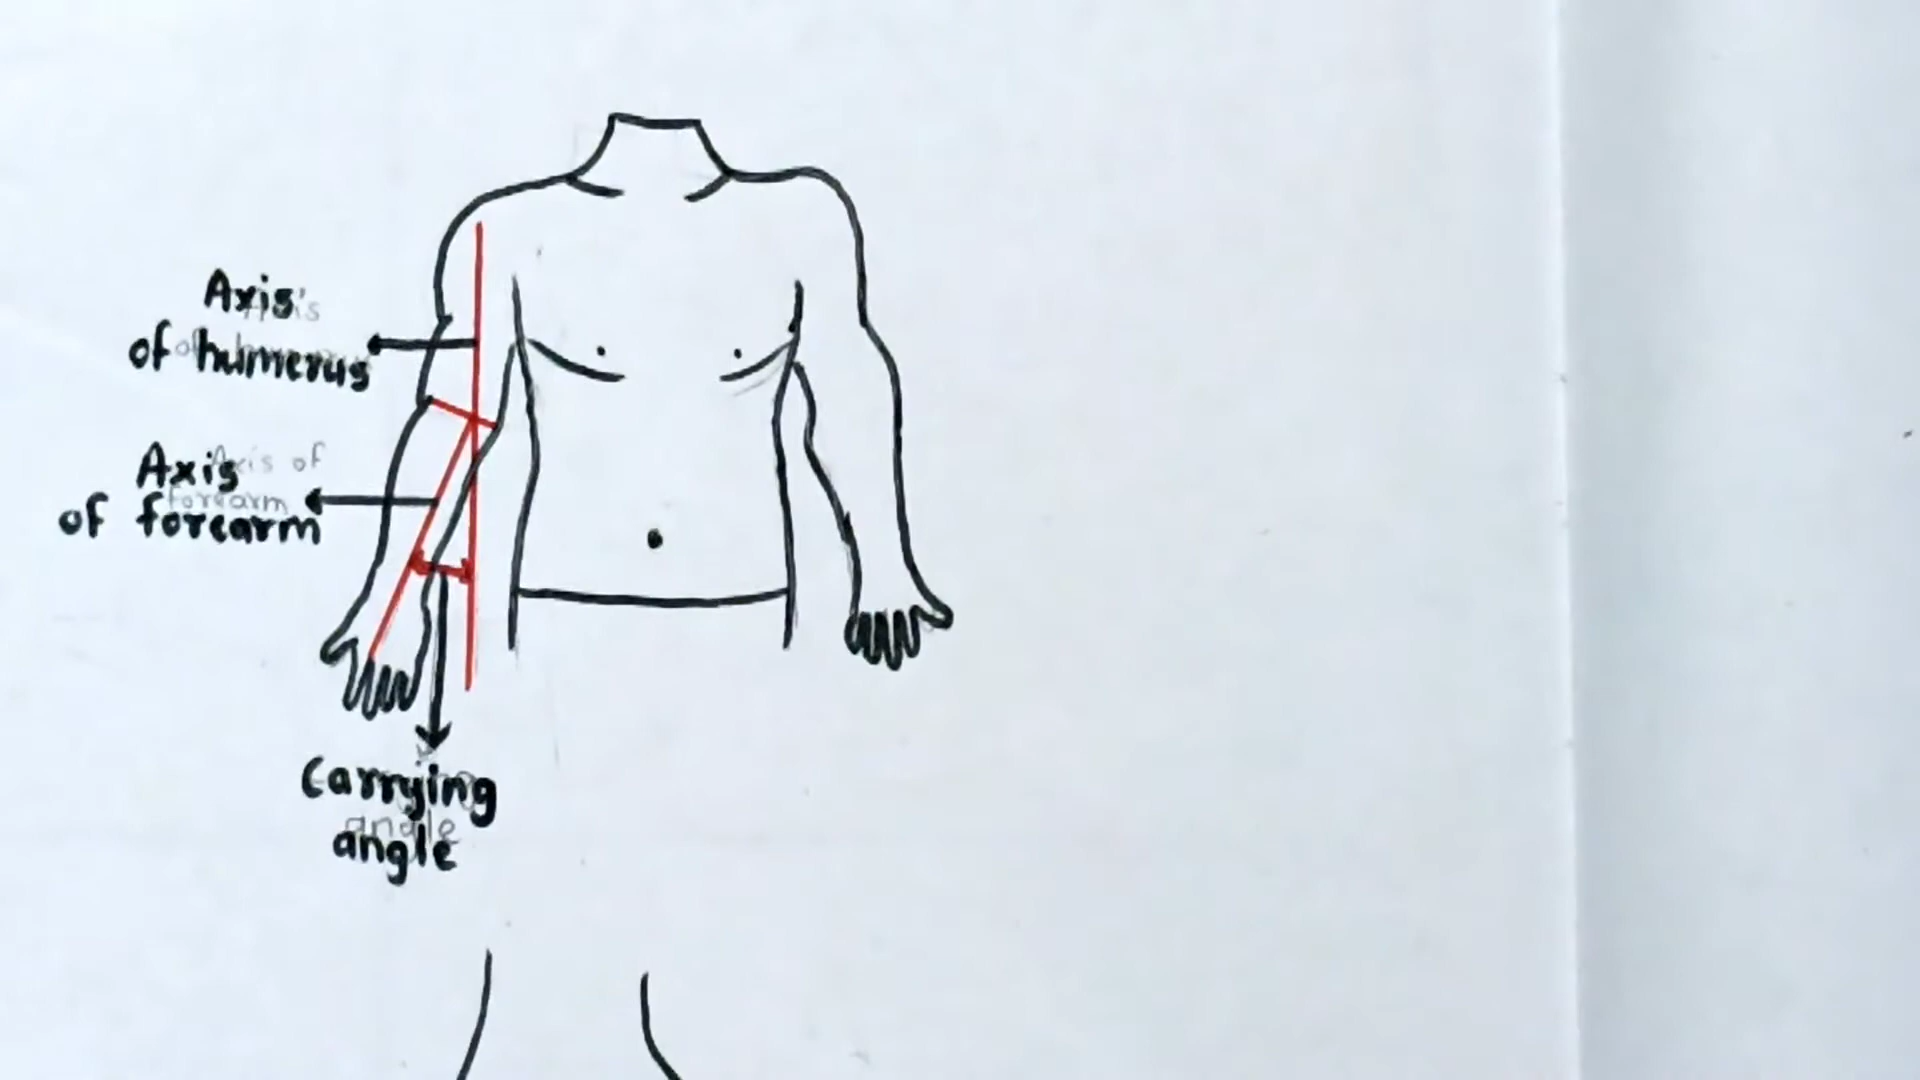 Axis
of humerus
Axis
of forearm
Carrying
angle